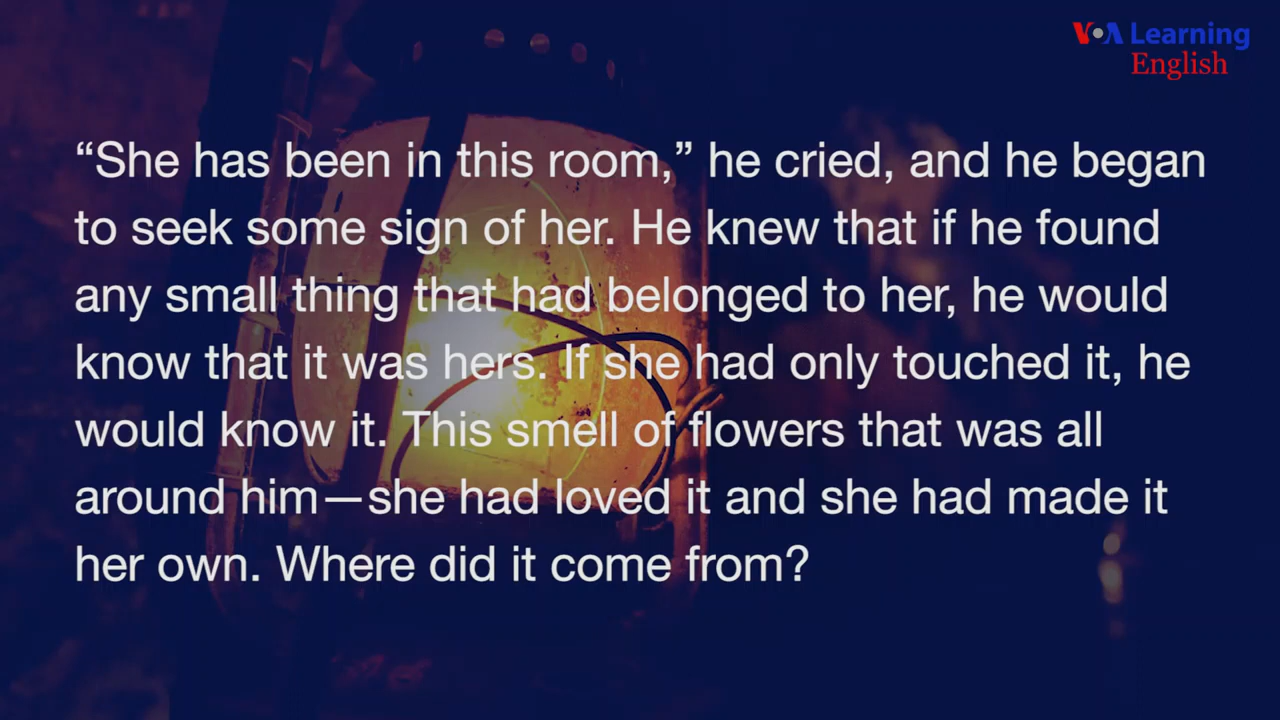 VOA Learning
English
“She has been in this room,” he cried, and he began
to seek some sign of her. He knew that if he found
any small thing that had belonged to her, he would
know that it was hers. If she had only touched it, he
would know it. This smell of flowers that was all
around him—she had loved it and she had made it
her own. Where did it come from?